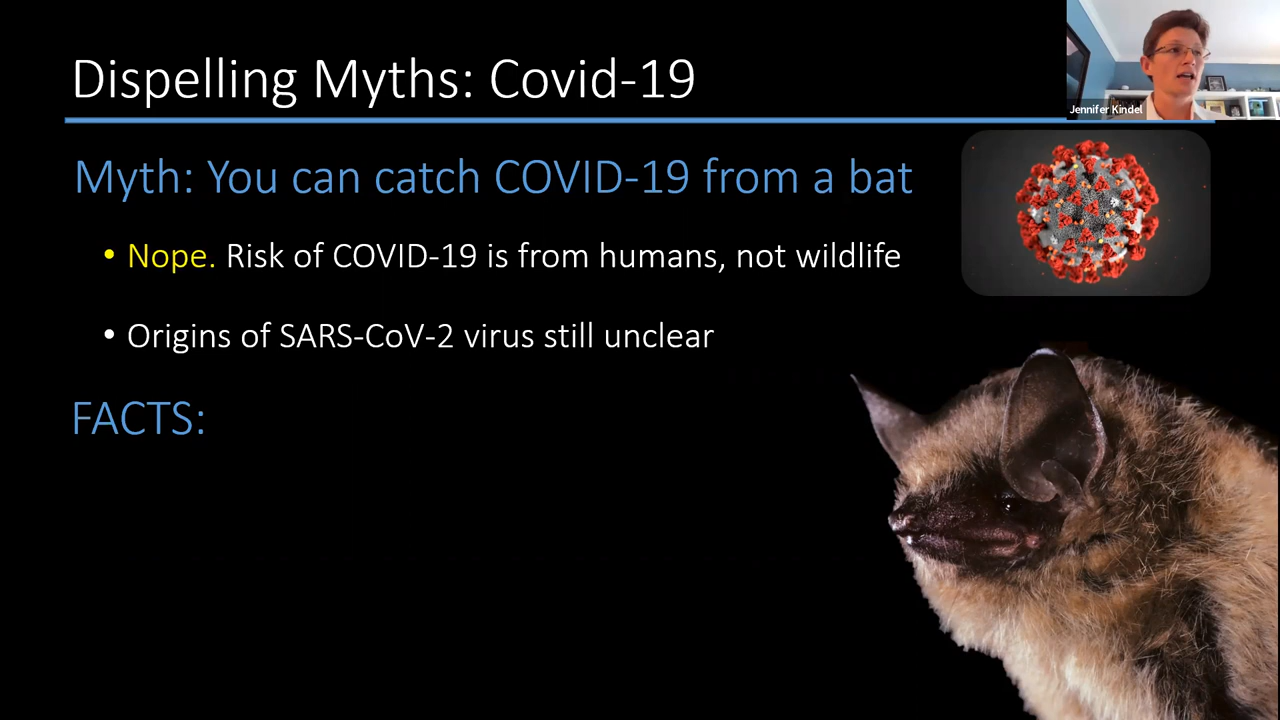 Dispelling Myths: Covid-19
Jennifer Kindel
Myth: You can catch COVID-19 from a bat
• Nope. Risk of COVID-19 is from humans, not wildlife
• Origins of SARS-CoV-2 virus still unclear
FACTS: